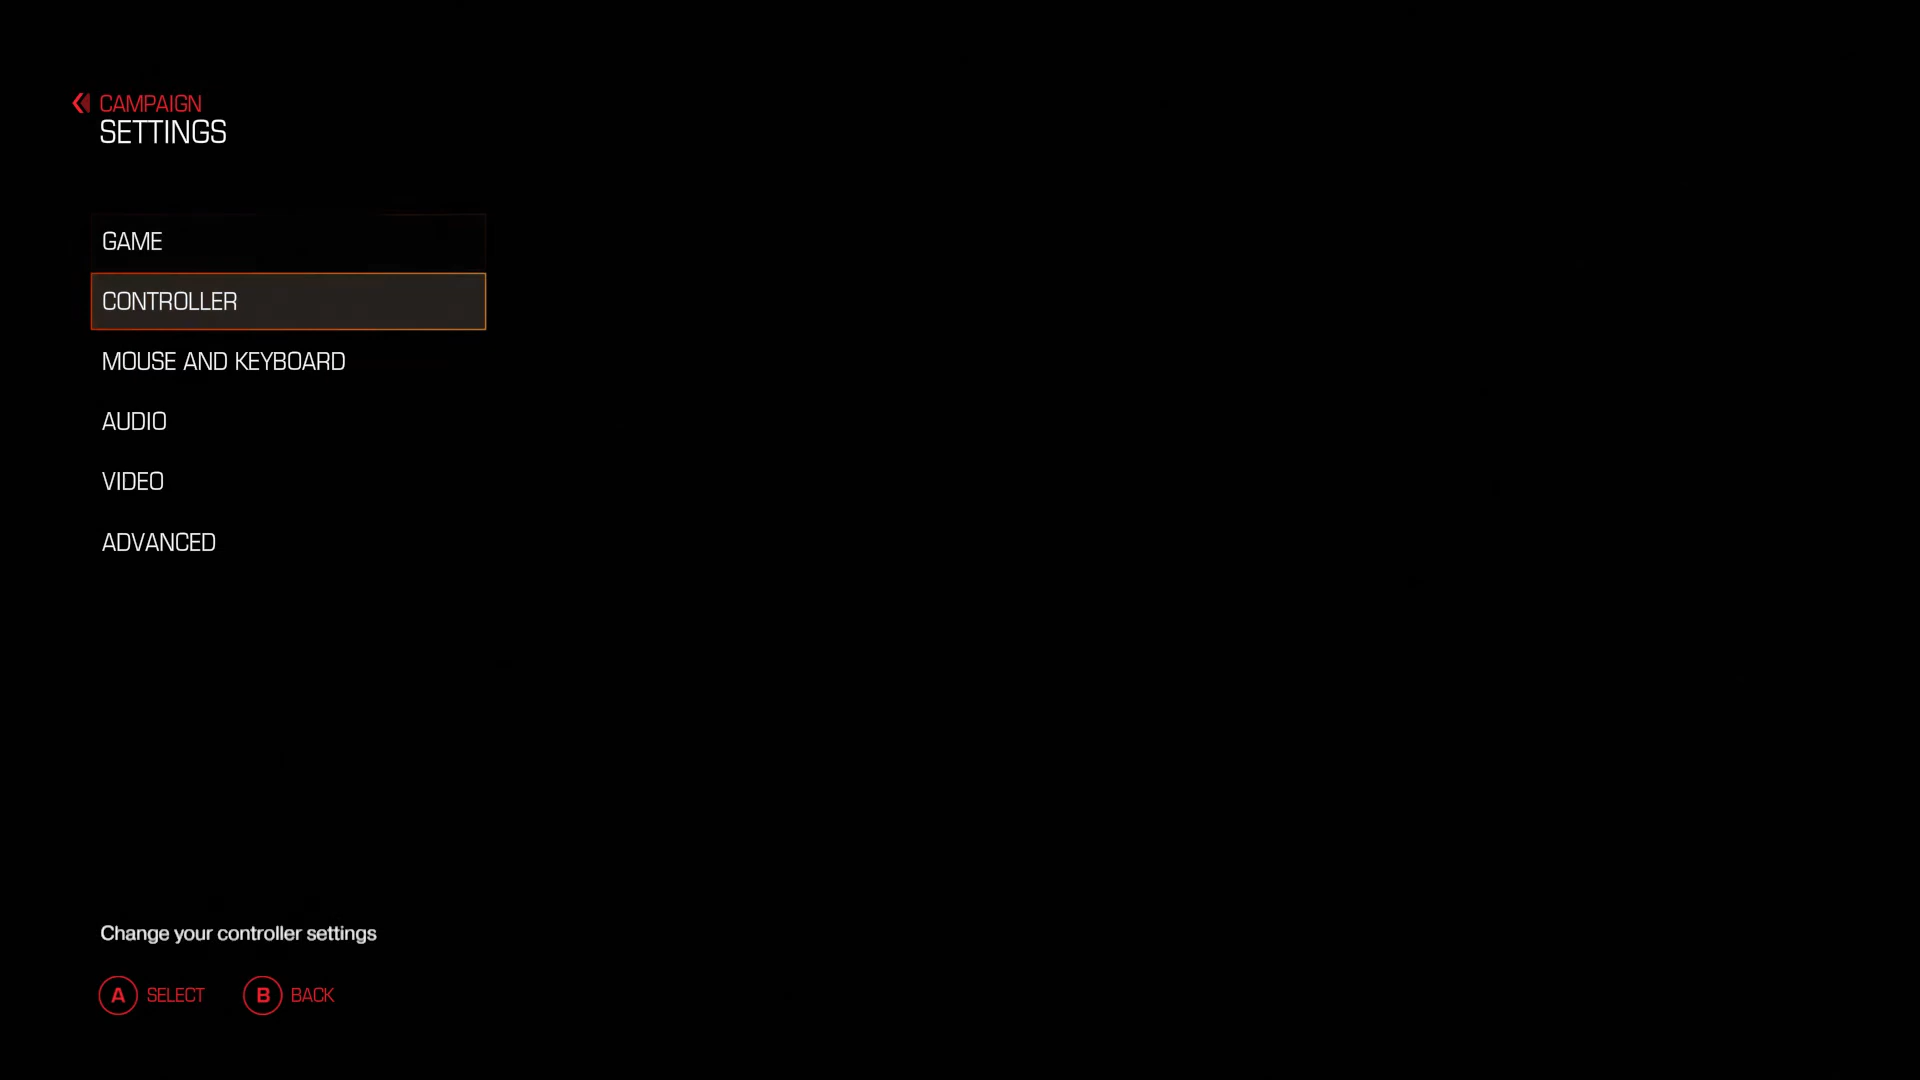 CAMPAIGN
SETTINGS
GAME
CONTROLLER
MOUSE AND KEYBOARD
AUDIO
VIDEO
ADVANCED
Change your controller settings
A SELECT B BACK